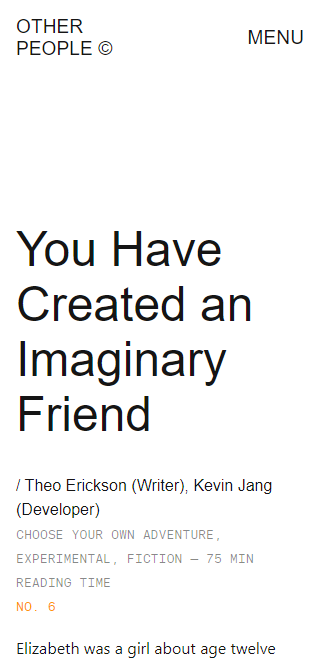 OTHER
PEOPLE ©
MENU
You Have
Created an
Imaginary
Friend
/ Theo Erickson (Writer), Kevin Jang
(Developer)
CHOOSE YOUR OWN ADVENTURE,
EXPERIMENTAL, FICTION — 75 MIN
READING TIME
NO. 6
Elizabeth was a girl about age twelve